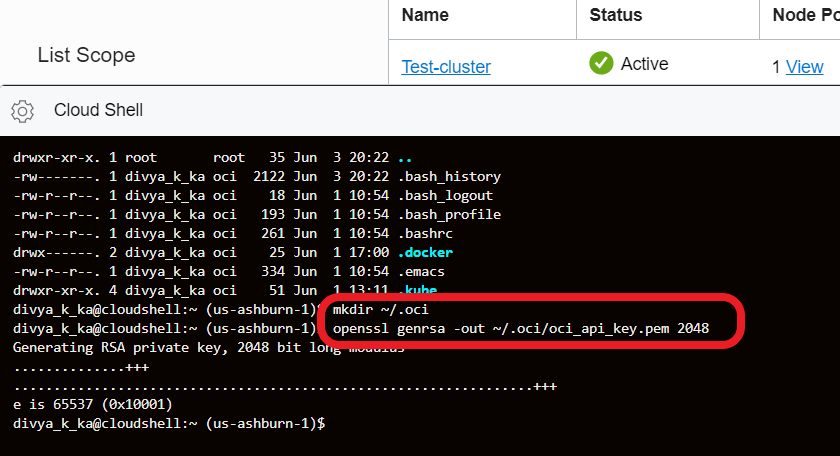 Name Status Node Po
List Scope
Test-cluster Active 1 View
Cloud Shell
drwxr-xr-x. 1 root root 35 Jun 3 20:22 ..
-rw-------. 1 divya_k_ka oci 2122 Jun 3 20:22 .bash_history
-rw-r--r--. 1 divya_k_ka oci 18 Jun 1 10:54 .bash_logout
-rw-r--r--. 1 divya_k_ka oci 193 Jun 1 10:54 .bash_profile
-rw-r--r--. 1 divya_k_ka oci 261 Jun 1 10:54 .bashrc
drwx------. 2 divya_k_ka oci 25 Jun 1 17:00 .docker
-rw-r--r--. 1 divya_k_ka oci 334 Jun 1 10:54 .emacs
drwxr-xr-x. 4 divya_k_ka oci 51 Jun 1 13:11 .kube
divya_k_ka@cloudshell:~ (us-ashburn-1)$ mkdir ~/.oci
divya_k_ka@cloudshell:~ (us-ashburn-1)$ openssl genrsa -out ~/.oci/oci_api_key.pem 2048
Generating RSA private key, 2048 bit long modulus
..............+++
.................................................................+++
e is 65537 (0x10001)
divya_k_ka@cloudshell:~ (us-ashburn-1)$